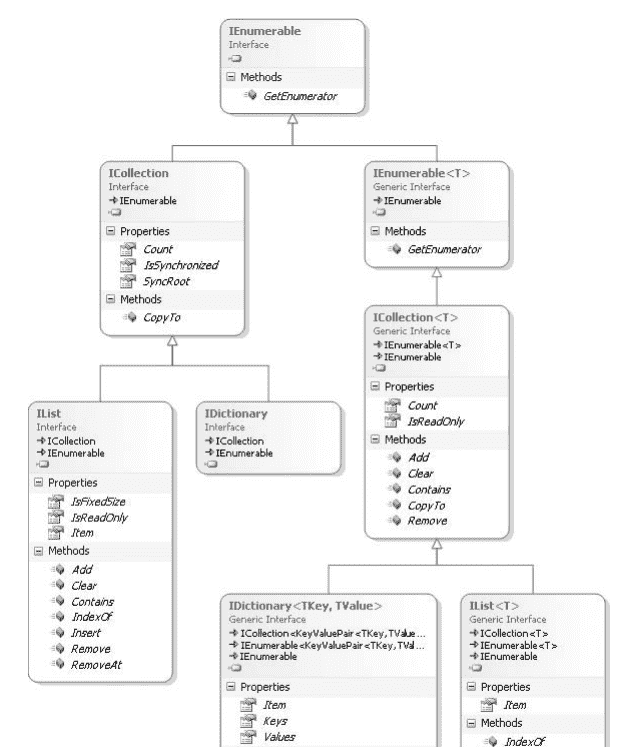 IEnumerable
Interface
Methods
GetEnumerator
ICollection
Interface
IEnumerable
Properties
Count
IsSynchronized
SyncRoot
Methods
CopyTo
IEnumerable<T>
Generic Interface
IEnumerable
Methods
GetEnumerator
ICollection<T>
Generic Interface
IEnumerable<T>
IEnumerable
Properties
Count
IsReadOnly
Methods
Add
Clear
Contains
CopyTo
Remove
IList
Interface
ICollection
IEnumerable
Properties
IsFixedSize
IsReadOnly
Item
Methods
Add
Clear
Contains
IndexOf
Insert
Remove
RemoveAt
IDictionary
Interface
ICollection
IEnumerable
IDictionary<TKey, TValue>
Generic Interface
ICollection<KeyValuePair<TKey,TValue...
IEnumerable<KeyValuePair<TKey,TVal...
IEnumerable
Properties
Item
Keys
Values
IList<T>
Generic Interface
ICollection<T>
IEnumerable<T>
IEnumerable
Properties
Item
Methods
IndexOf